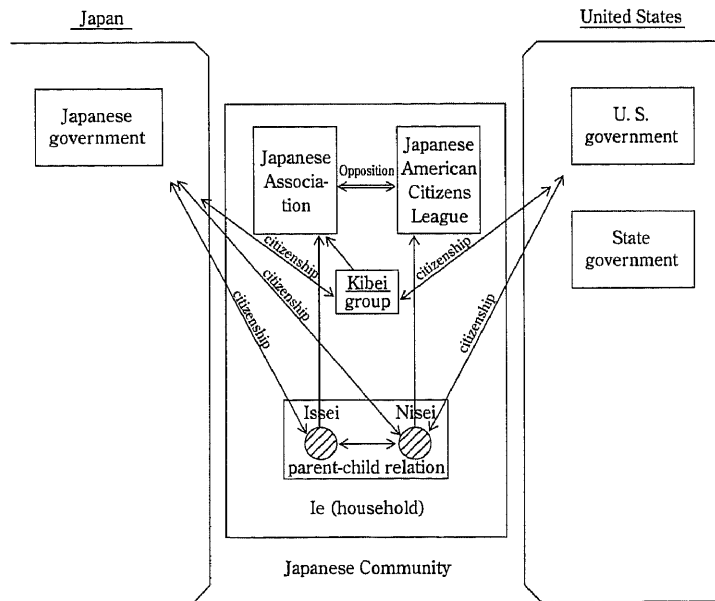 Japan
United States
Japanese
government
U. S.
government
Japanese
Associa-
tion
Opposition
Japanese
American
Citizens
League
State
government
citizenship
citizenship
Kibei
group
citizenship
citizenship
citizenship
Issei
Nisei
parent-child relation
Ie (household)
Japanese Community